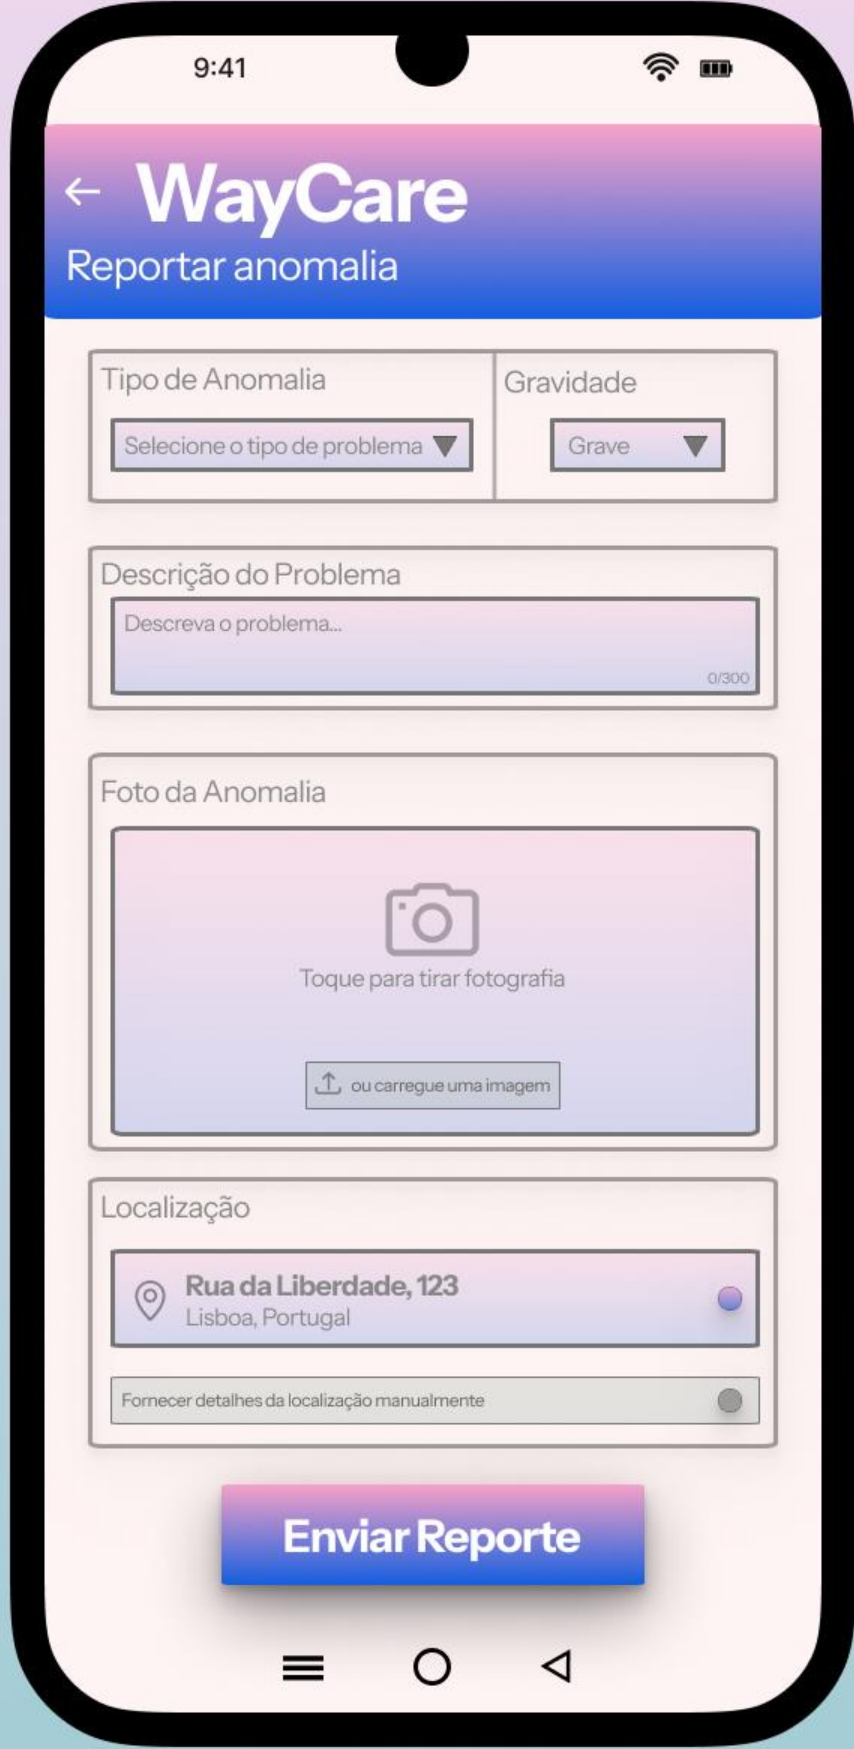 9:41
WayCare
Reportar anomalia
Tipo de Anomalia
Selecione o tipo de problema
Gravidade
Grave
Descrição do Problema
Descreva o problema...
0/300
Foto da Anomalia
Toque para tirar fotografia
ou carregue uma imagem
Localização
Rua da Liberdade, 123
Lisboa, Portugal
Fornecer detalhes da localização manualmente
Enviar Reporte